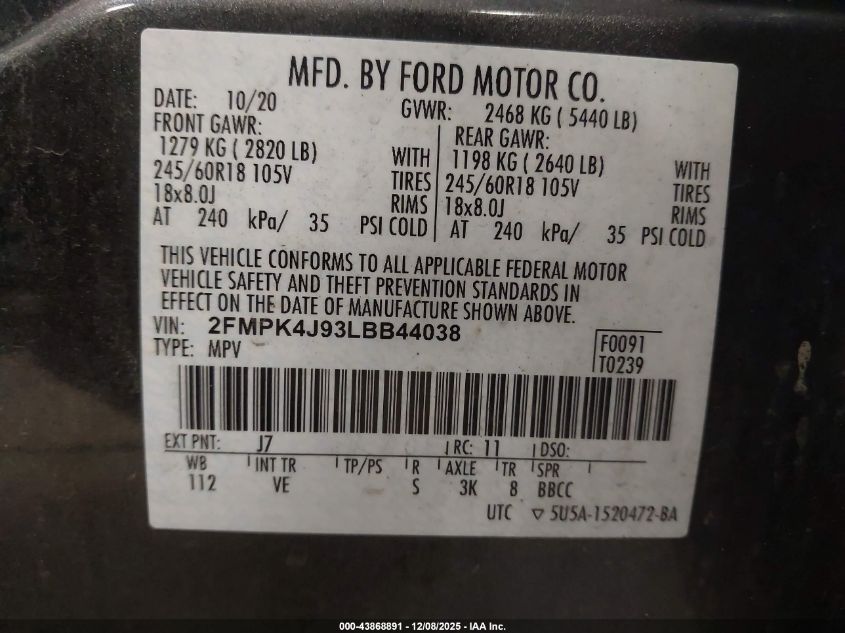 MFD. BY FORD MOTOR CO.
DATE: 10/20
GVWR: 2468 KG ( 5440 LB)
FRONT GAWR:
1279 KG ( 2820 LB)
WITH
245/60R18 105V
TIRES
18x8.0J
RIMS
AT 240 kPa/ 35 PSI COLD
REAR GAWR:
1198 KG ( 2640 LB)
WITH
245/60R18 105V
TIRES
18x8.0J
RIMS
AT 240 kPa/ 35 PSI COLD
THIS VEHICLE CONFORMS TO ALL APPLICABLE FEDERAL MOTOR
VEHICLE SAFETY AND THEFT PREVENTION STANDARDS IN
EFFECT ON THE DATE OF MANUFACTURE SHOWN ABOVE.
VIN: 2FMPK4J93LBB44038
TYPE: MPV
F0091
T0239
EXT PNT: J7 RC: 11 DSO:
WB INT TR TP/PS R AXLE TR SPR
112 VE S 3K 8 BBCC
UTC ▽ 5U5A-1520472-BA
000-43868891 - 12/08/2025 - IAA Inc.